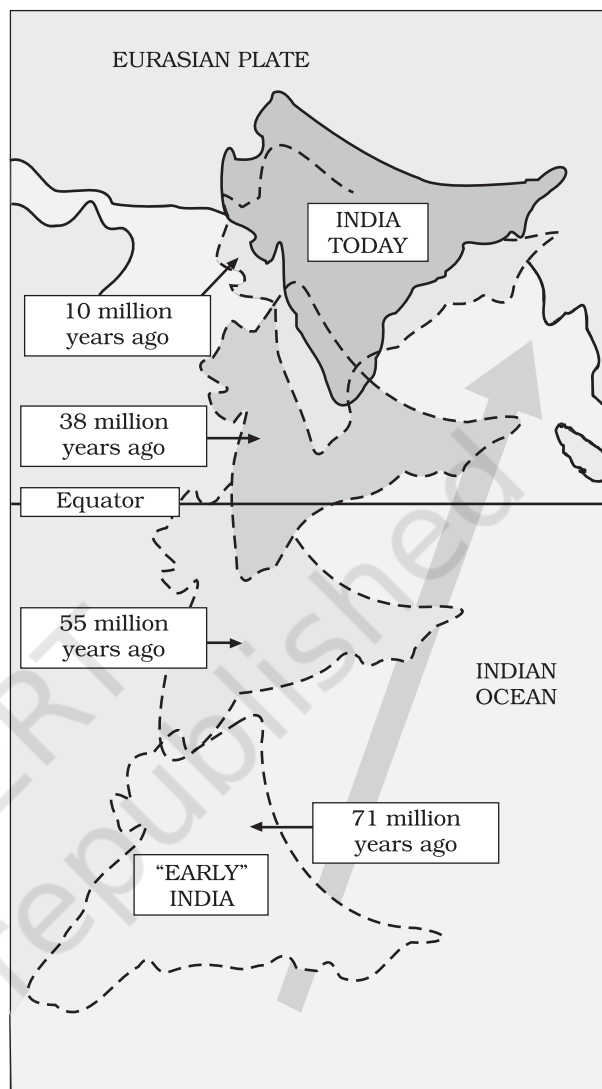 EURASIAN PLATE
INDIA
TODAY
10 million
years ago
38 million
years ago
Equator
55 million
years ago
INDIAN
OCEAN
71 million
years ago
"EARLY"
INDIA
republished